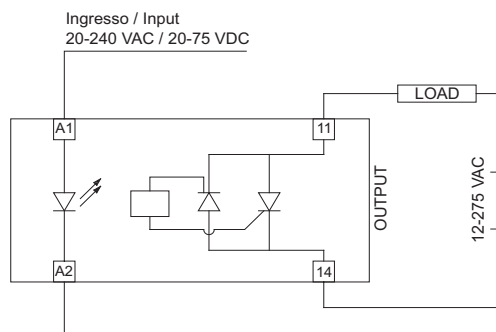 Ingresso / Input
20-240 VAC / 20-75 VDC
LOAD
A1
11
OUTPUT
12-275 VAC
A2
14